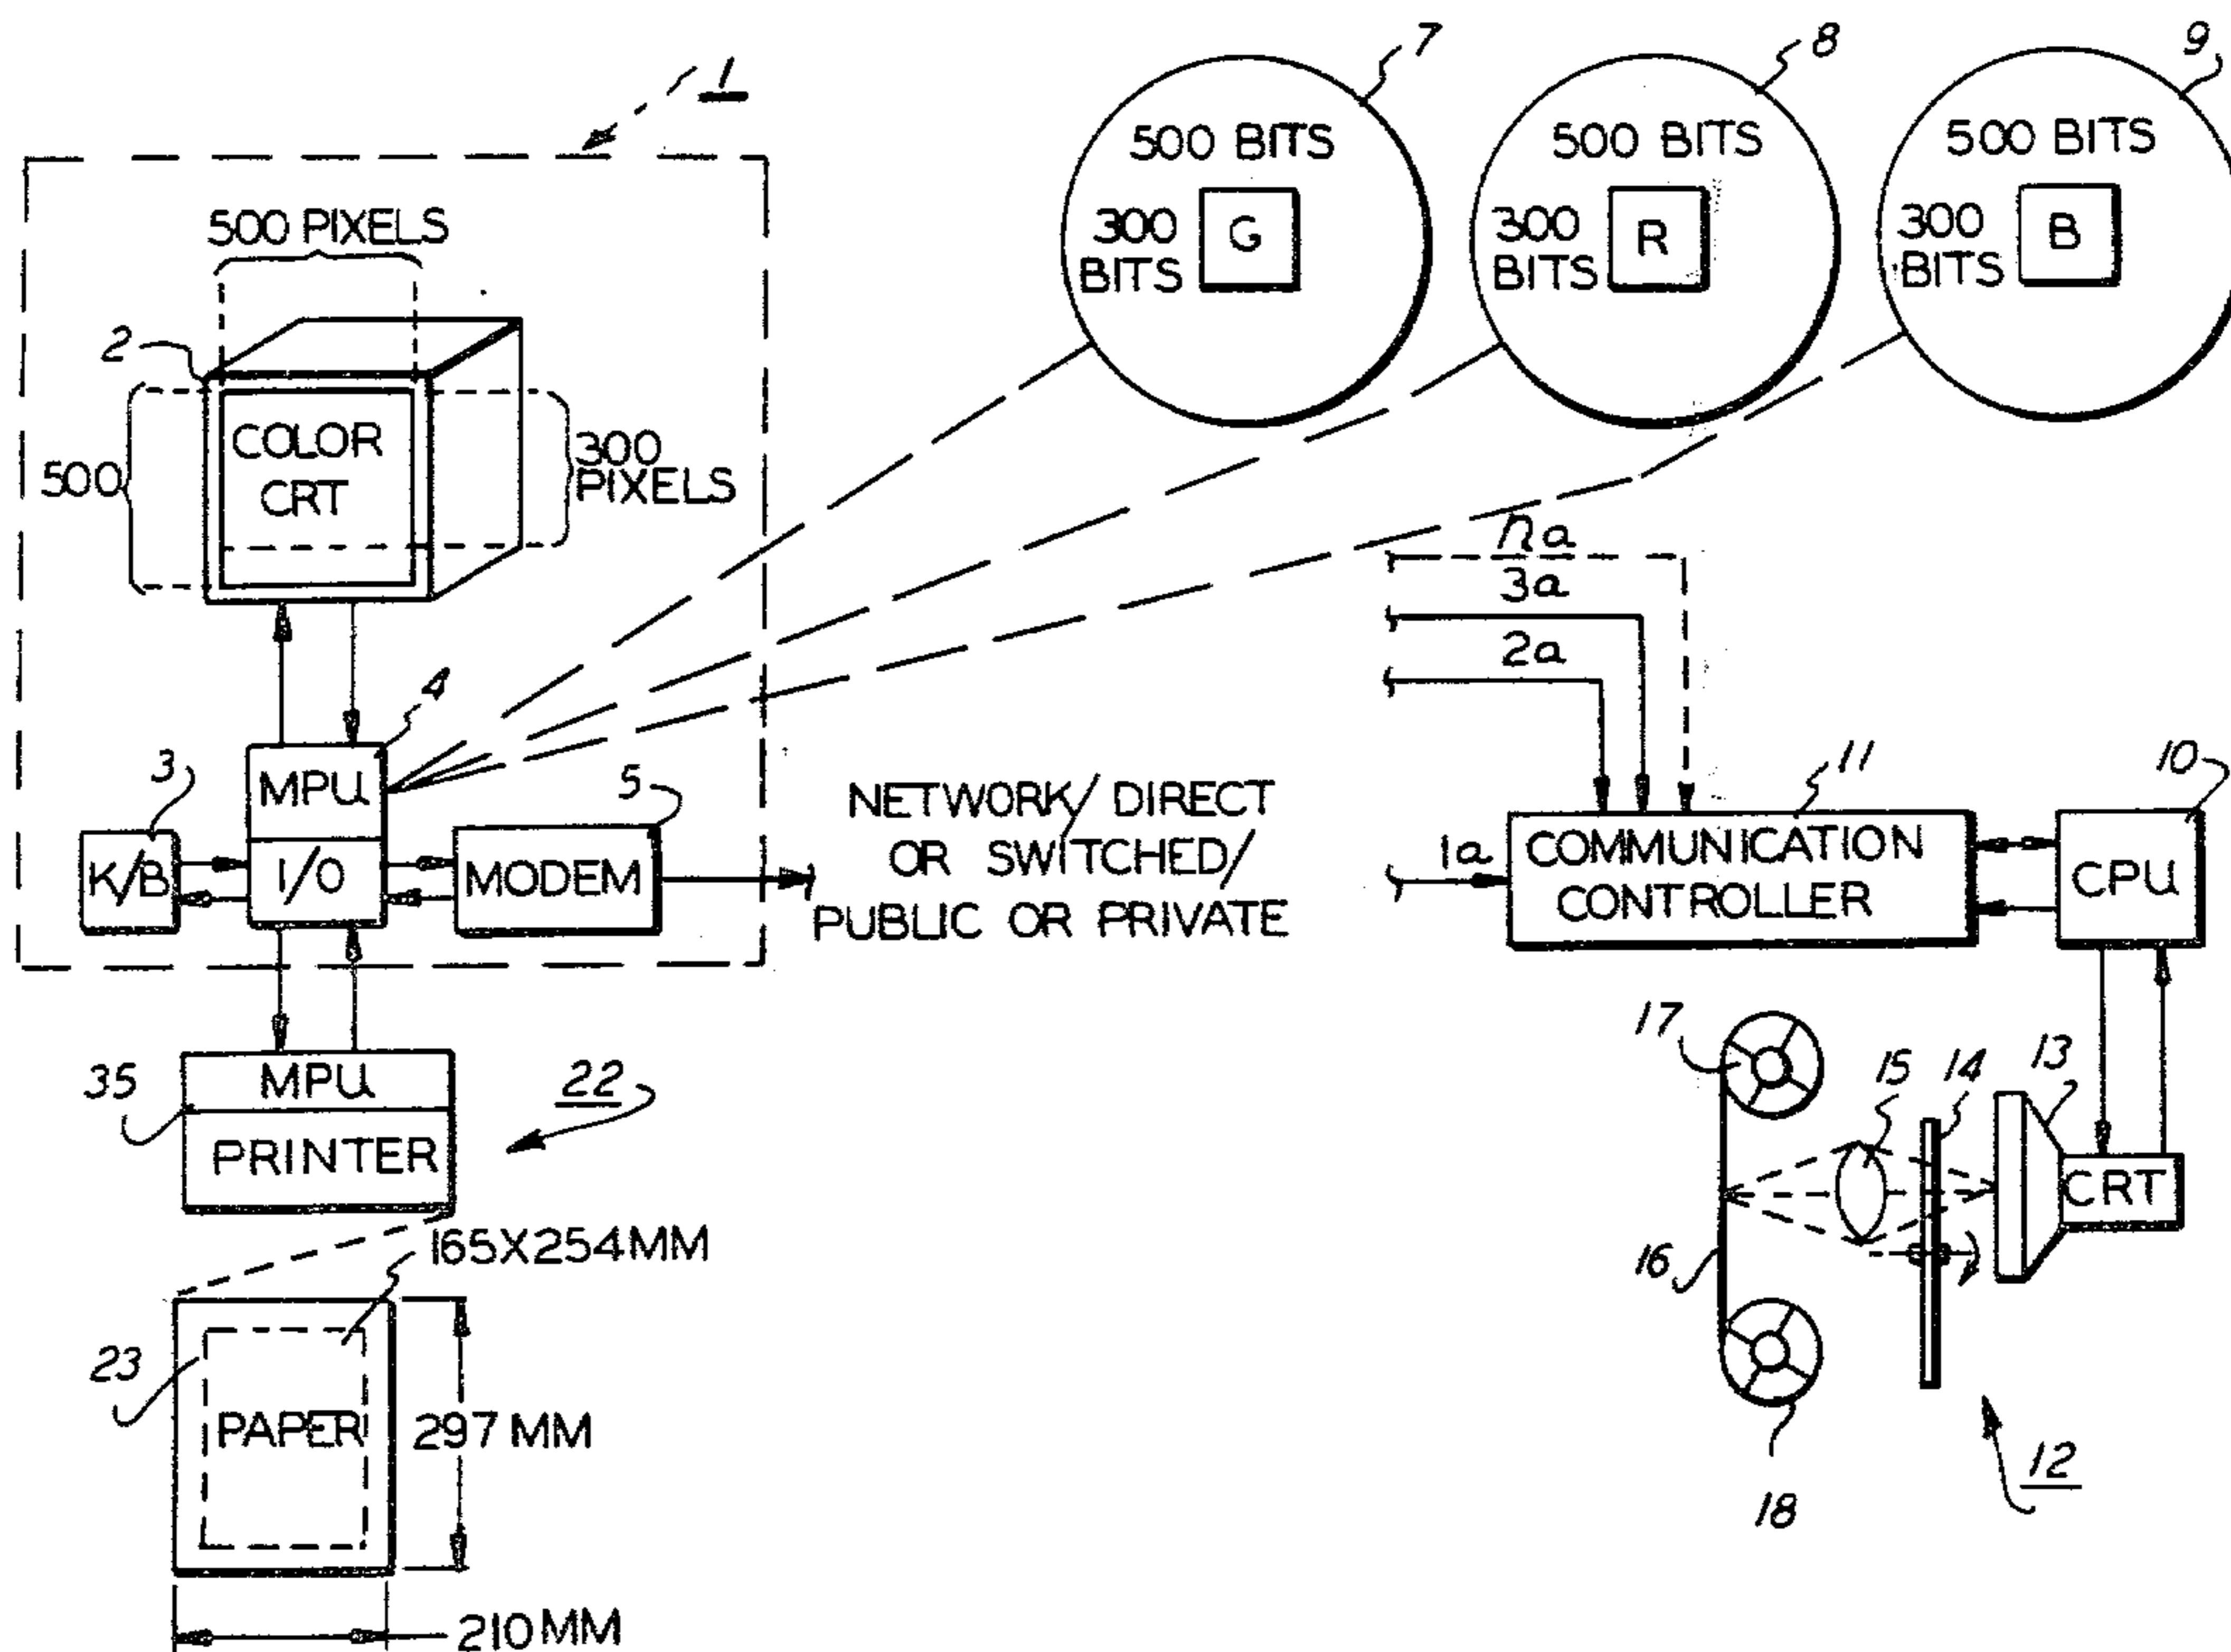 1
7
8
9
500 BITS
300
BITS
G
500 BITS
300
BITS
R
500 BITS
300
BITS
B
500 PIXELS
2
COLOR
CRT
500
300
PIXELS
na
3a
2a
4
3
MPU
K/B
I/O
5
MODEM
NETWORK/DIRECT
OR SWITCHED/
PUBLIC OR PRIVATE
1a
11
COMMUNICATION
CONTROLLER
10
CPU
35
MPU
PRINTER
22
17
15
14
13
CRT
16
18
12
165X254MM
23
PAPER
297 MM
210 MM